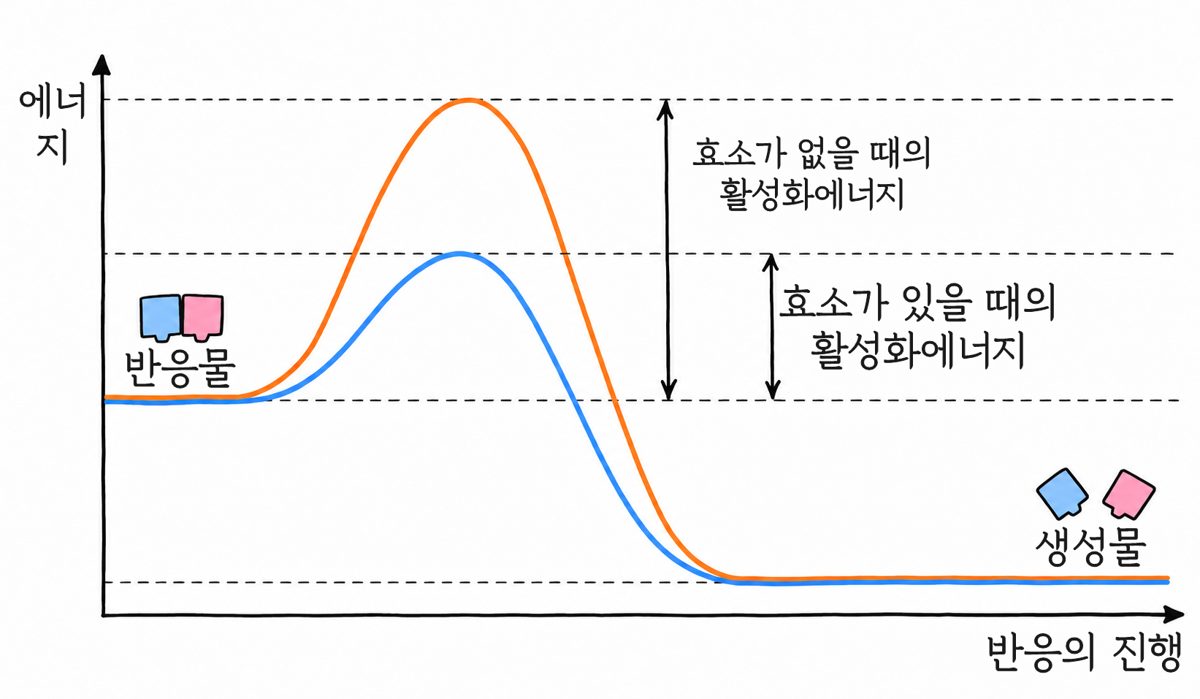 에너
지
효소가 없을 때의
활성화에너지
효소가 있을 때의
활성화에너지
반응물
생성물
반응의 진행